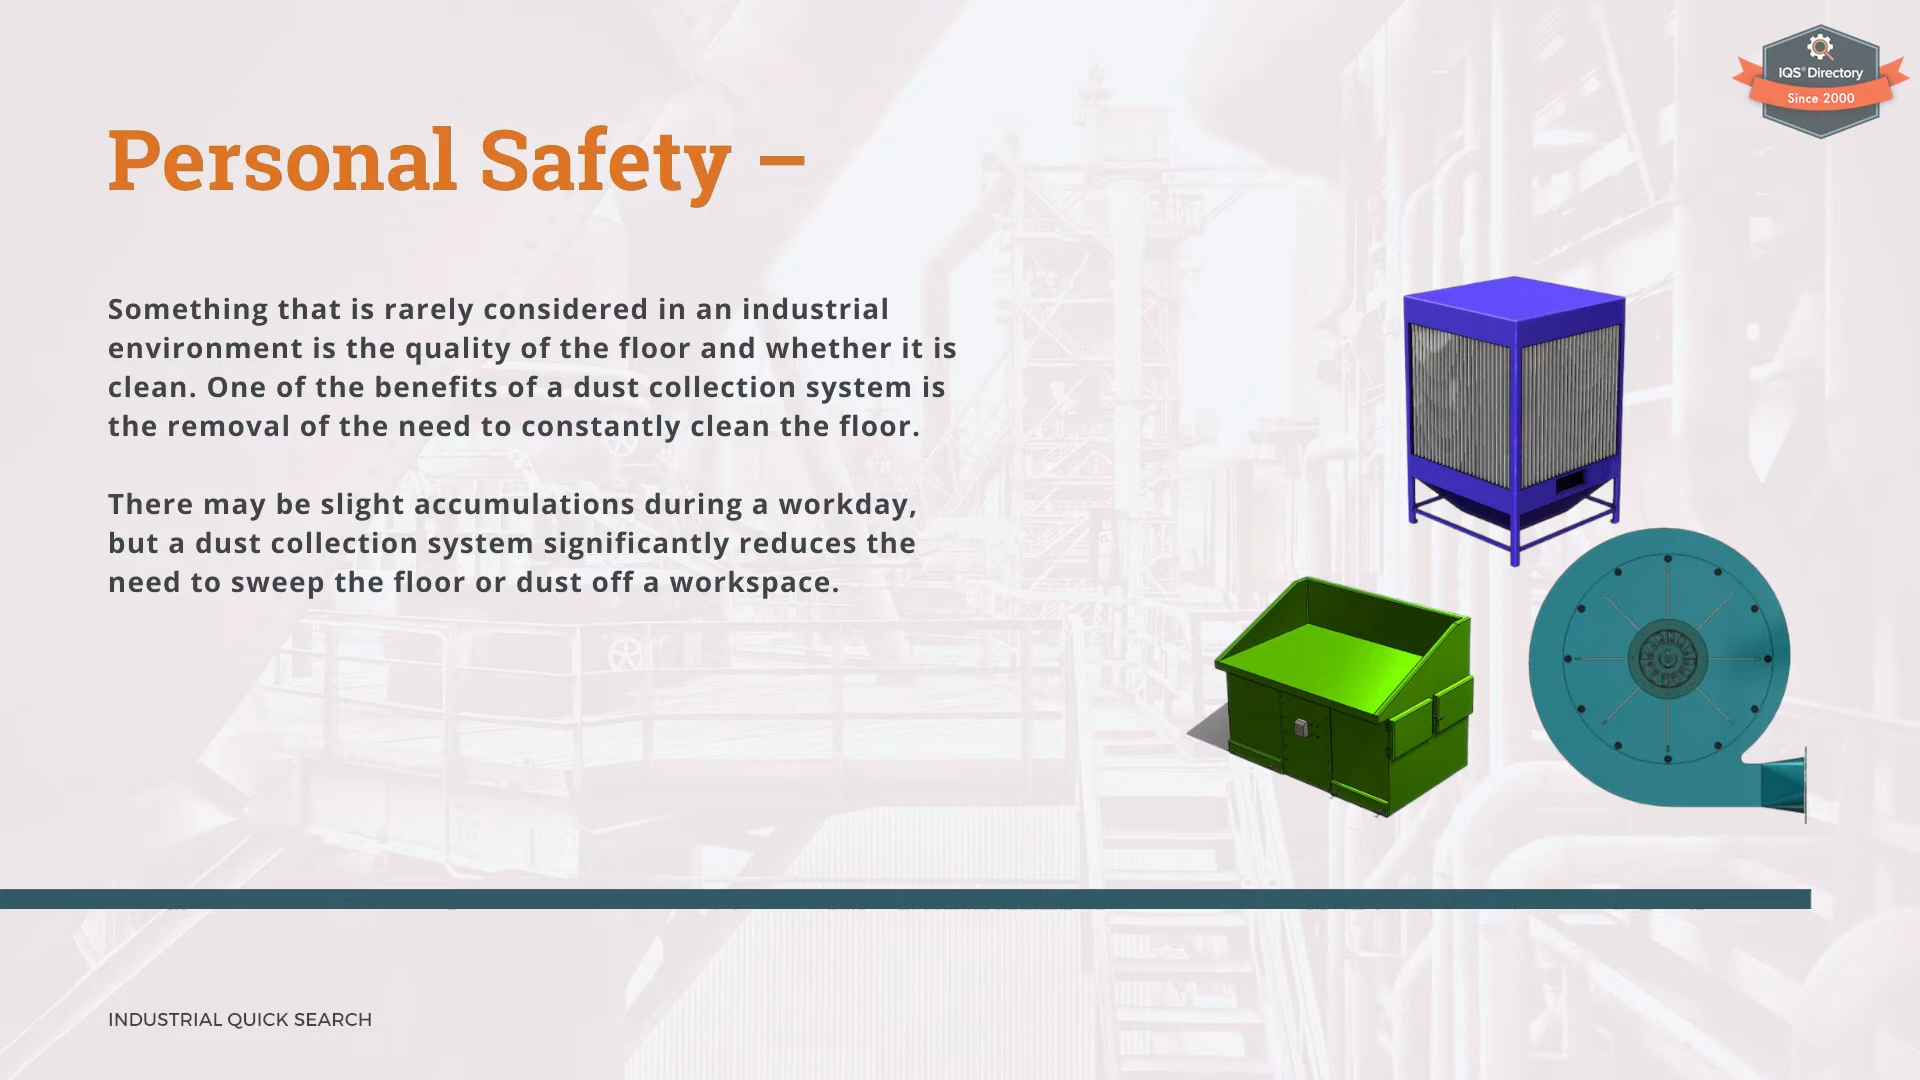 IQS® Directory
Since 2000
Personal Safety –
Something that is rarely considered in an industrial
environment is the quality of the floor and whether it is
clean. One of the benefits of a dust collection system is
the removal of the need to constantly clean the floor.
There may be slight accumulations during a workday,
but a dust collection system significantly reduces the
need to sweep the floor or dust off a workspace.
INDUSTRIAL QUICK SEARCH